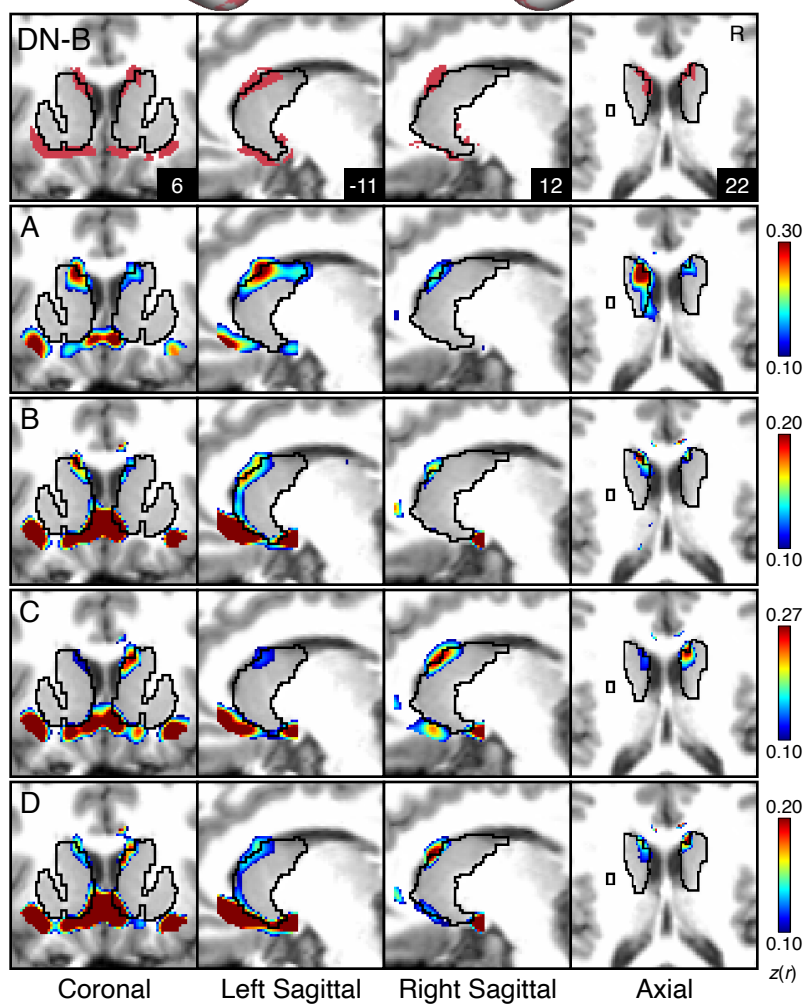 DN-B
R
6
-11
12
22
A
0.30
0.10
B
0.20
0.10
C
0.27
0.10
D
0.20
0.10
z(r)
Coronal Left Sagittal Right Sagittal Axial